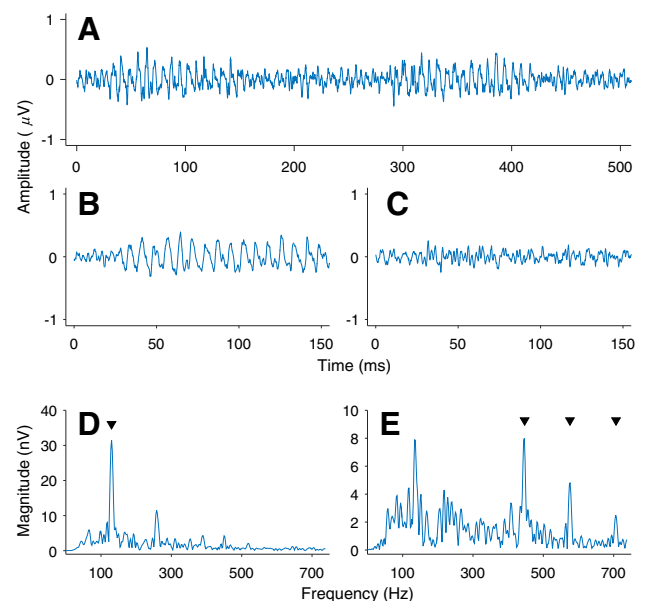 A
1
0
-1
Amplitude ( μV)
0 100 200 300 400 500
B C
1 1
0 0
-1 -1
0 50 100 150 0 50 100 150
Time (ms)
D E
40 10
30 8
20 6
10 4
0 2
0
Magnitude (nV)
100 300 500 700 100 300 500 700
Frequency (Hz)